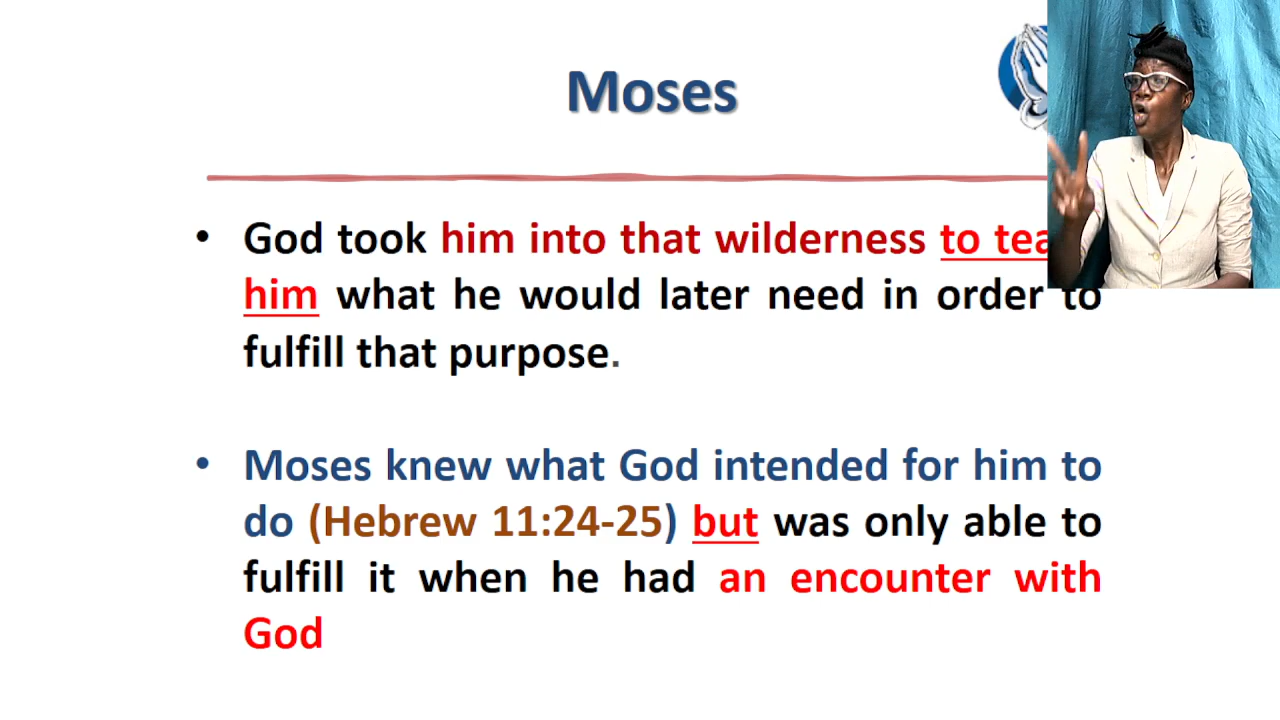 Moses
• God took him into that wilderness to
him what he would later need in order to
fulfill that purpose.
• Moses knew what God intended for him to
do (Hebrew 11:24-25) but was only able to
fulfill it when he had an encounter with
God